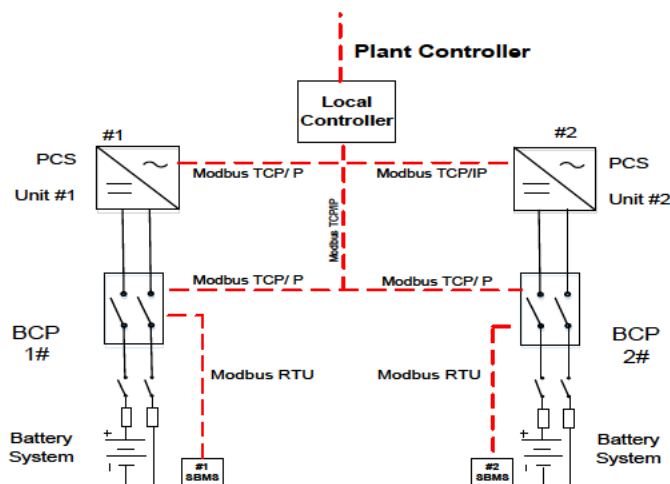 Plant Controller
Local
Controller
#1
#2
PCS
PCS
Modbus TCP/ P
Modbus TCP/IP
Unit #1
Unit #2
Modbus TCP/IP
Modbus TCP/ P
Modbus TCP/ P
BCP
1#
BCP
2#
Modbus RTU
Modbus RTU
+
+
Battery
System
Battery
System
#1
SBMS
#2
SBMS